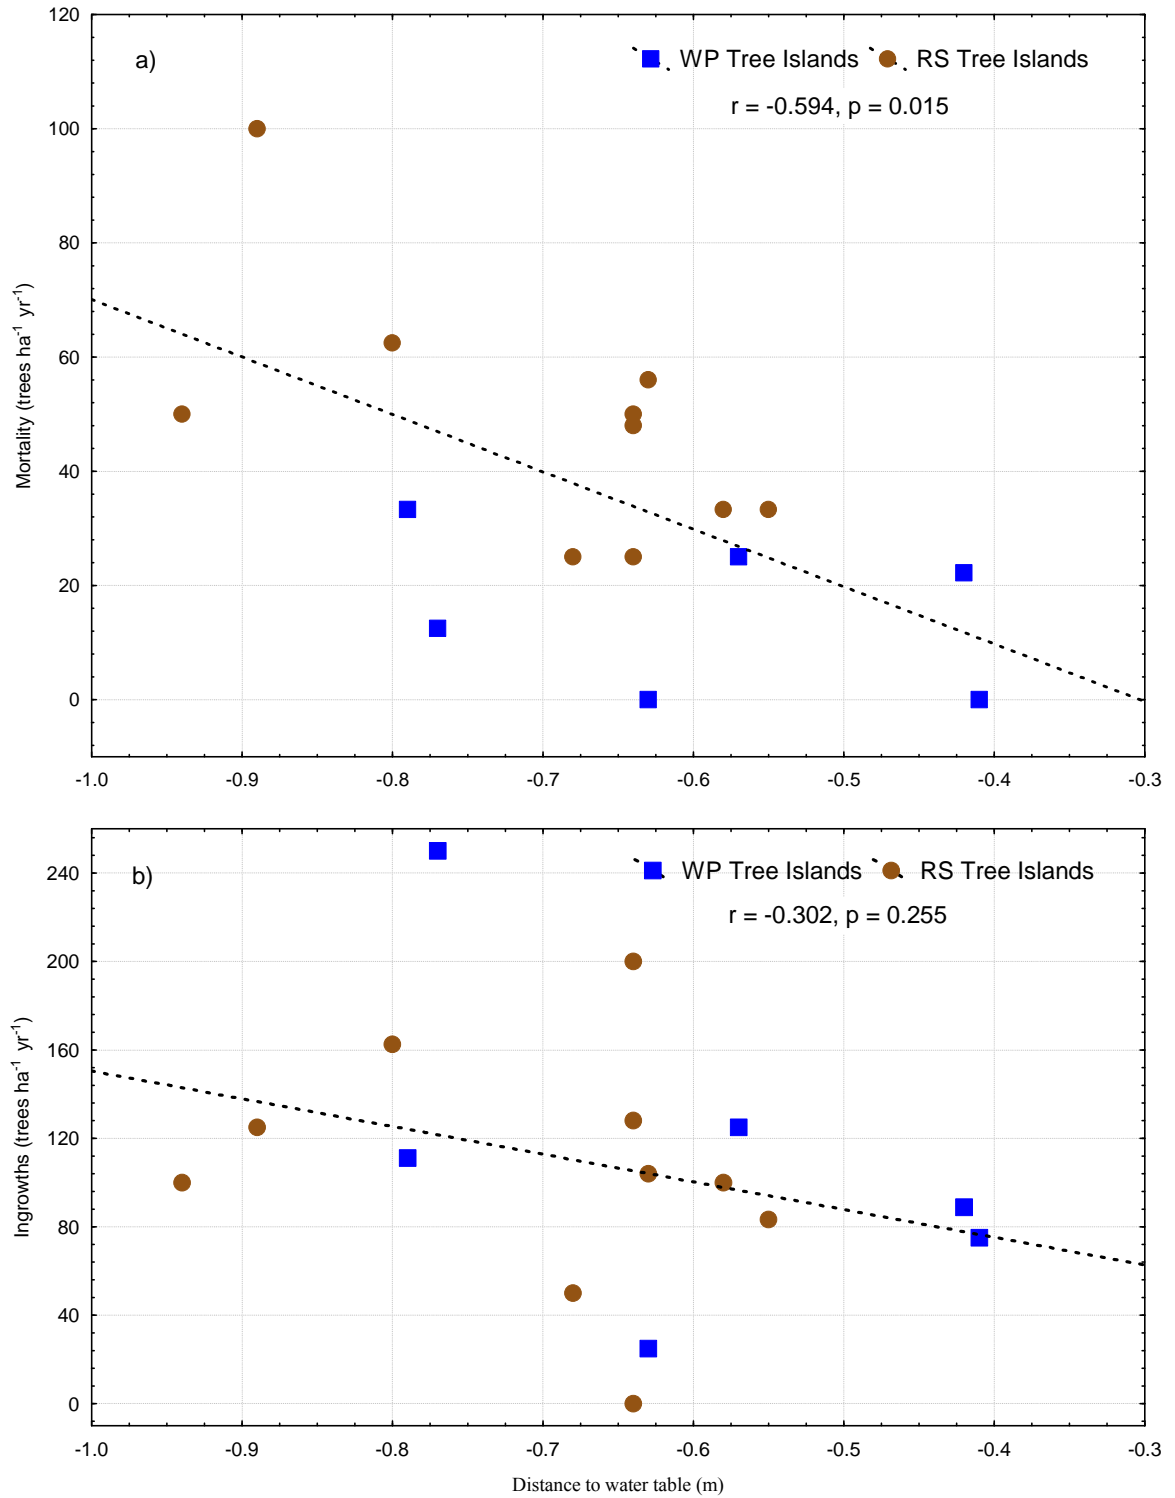 120
a)
WP Tree Islands RS Tree Islands
r = -0.594, p = 0.015
100
80
60
40
20
0
Mortality (trees ha⁻¹ yr⁻¹)
-1.0 -0.9 -0.8 -0.7 -0.6 -0.5 -0.4 -0.3
b)
WP Tree Islands RS Tree Islands
r = -0.302, p = 0.255
240
200
160
120
80
40
0
Ingrowths (trees ha⁻¹ yr⁻¹)
-1.0 -0.9 -0.8 -0.7 -0.6 -0.5 -0.4 -0.3
Distance to water table (m)